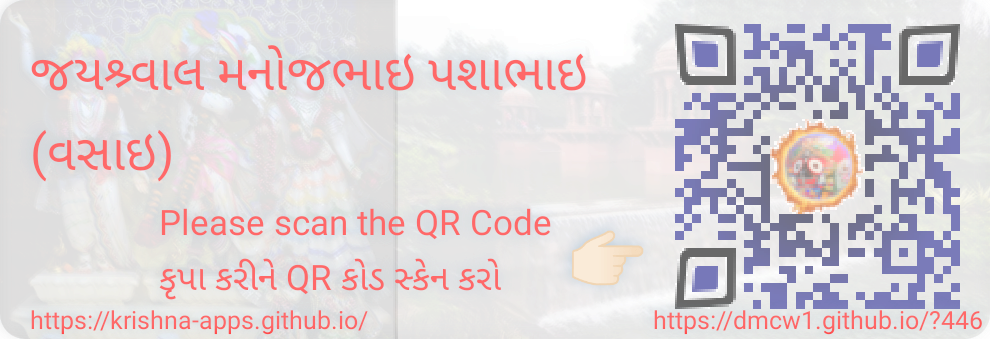 જયશ્ર્વાલ મનોજભાઇ પશાભાઇ
(વસાઇ)
Please scan the QR Code
કૃપા કરીને QR કોડ સ્કેન કરો
https://krishna-apps.github.io/
https://dmcw1.github.io/?446